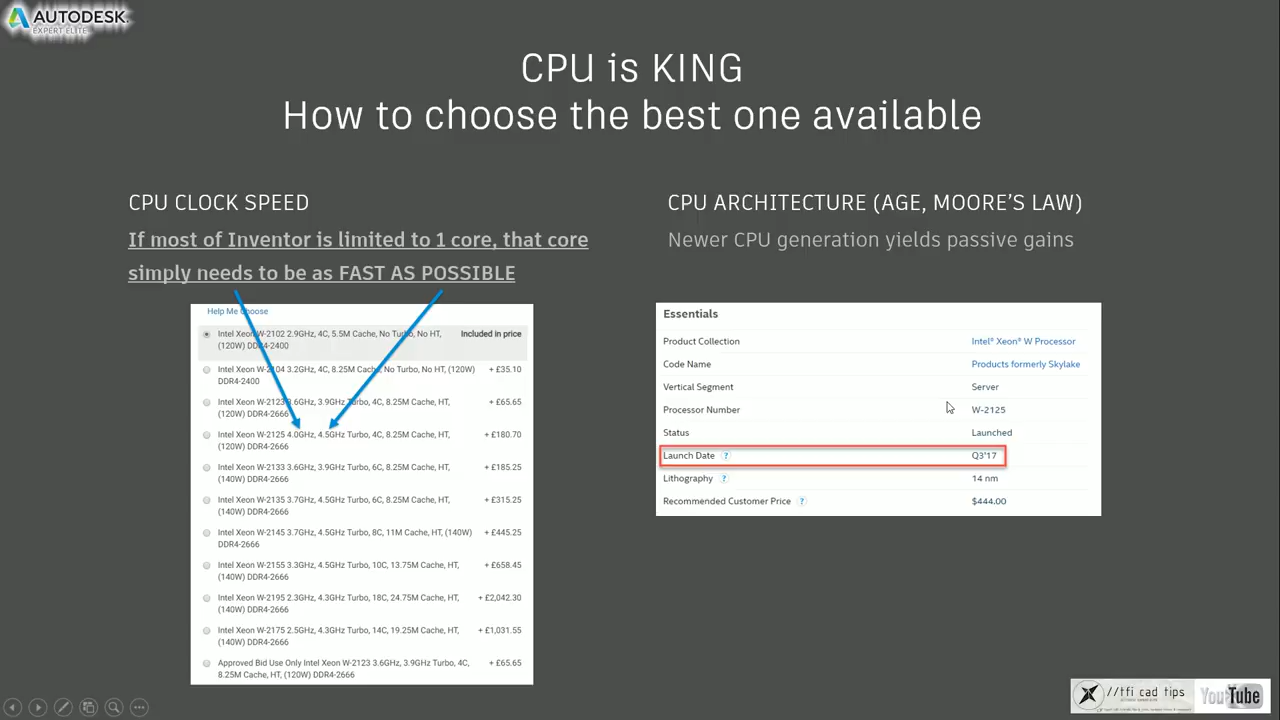 AUTODESK.
EXPERT ELITE
CPU is KING
How to choose the best one available
CPU CLOCK SPEED
If most of Inventor is limited to 1 core, that core
simply needs to be as FAST AS POSSIBLE
Help Me Choose
Intel Xeon W-2102 2.9GHz, 4C, 5.5M Cache, No Turbo, No HT, Included in price
(120W) DDR4-2400
Intel Xeon W-2104 3.2GHz, 4C, 8.25M Cache, No Turbo, No HT, (120W) + £35.10
DDR4-2400
Intel Xeon W-2123 3.6GHz, 3.9GHz Turbo, 4C, 8.25M Cache, HT, + £65.65
(120W) DDR4-2666
Intel Xeon W-2125 4.0GHz, 4.5GHz Turbo, 4C, 8.25M Cache, HT, + £180.70
(120W) DDR4-2666
Intel Xeon W-2133 3.6GHz, 3.9GHz Turbo, 6C, 8.25M Cache, HT, + £185.25
(140W) DDR4-2666
Intel Xeon W-2135 3.7GHz, 4.5GHz Turbo, 6C, 8.25M Cache, HT, + £315.25
(140W) DDR4-2666
Intel Xeon W-2145 3.7GHz, 4.5GHz Turbo, 8C, 11M Cache, HT, (140W) + £445.25
DDR4-2666
Intel Xeon W-2155 3.3GHz, 4.5GHz Turbo, 10C, 13.75M Cache, HT, + £658.45
(140W) DDR4-2666
Intel Xeon W-2195 2.3GHz, 4.3GHz Turbo, 18C, 24.75M Cache, HT, + £2,042.30
(140W) DDR4-2666
Intel Xeon W-2175 2.5GHz, 4.3GHz Turbo, 14C, 19.25M Cache, HT, + £1,031.55
(140W) DDR4-2666
Approved Bid Use Only Intel Xeon W-2123 3.6GHz, 3.9GHz Turbo, 4C, + £65.65
8.25M Cache, HT, (120W) DDR4-2666
CPU ARCHITECTURE (AGE, MOORE'S LAW)
Newer CPU generation yields passive gains
Essentials
Product Collection Intel® Xeon® W Processor
Code Name Products formerly Skylake
Vertical Segment Server
Processor Number W-2125
Status Launched
Launch Date ? Q3'17
Lithography ? 14 nm
Recommended Customer Price ? $444.00
//tfi cad tips
YouTube